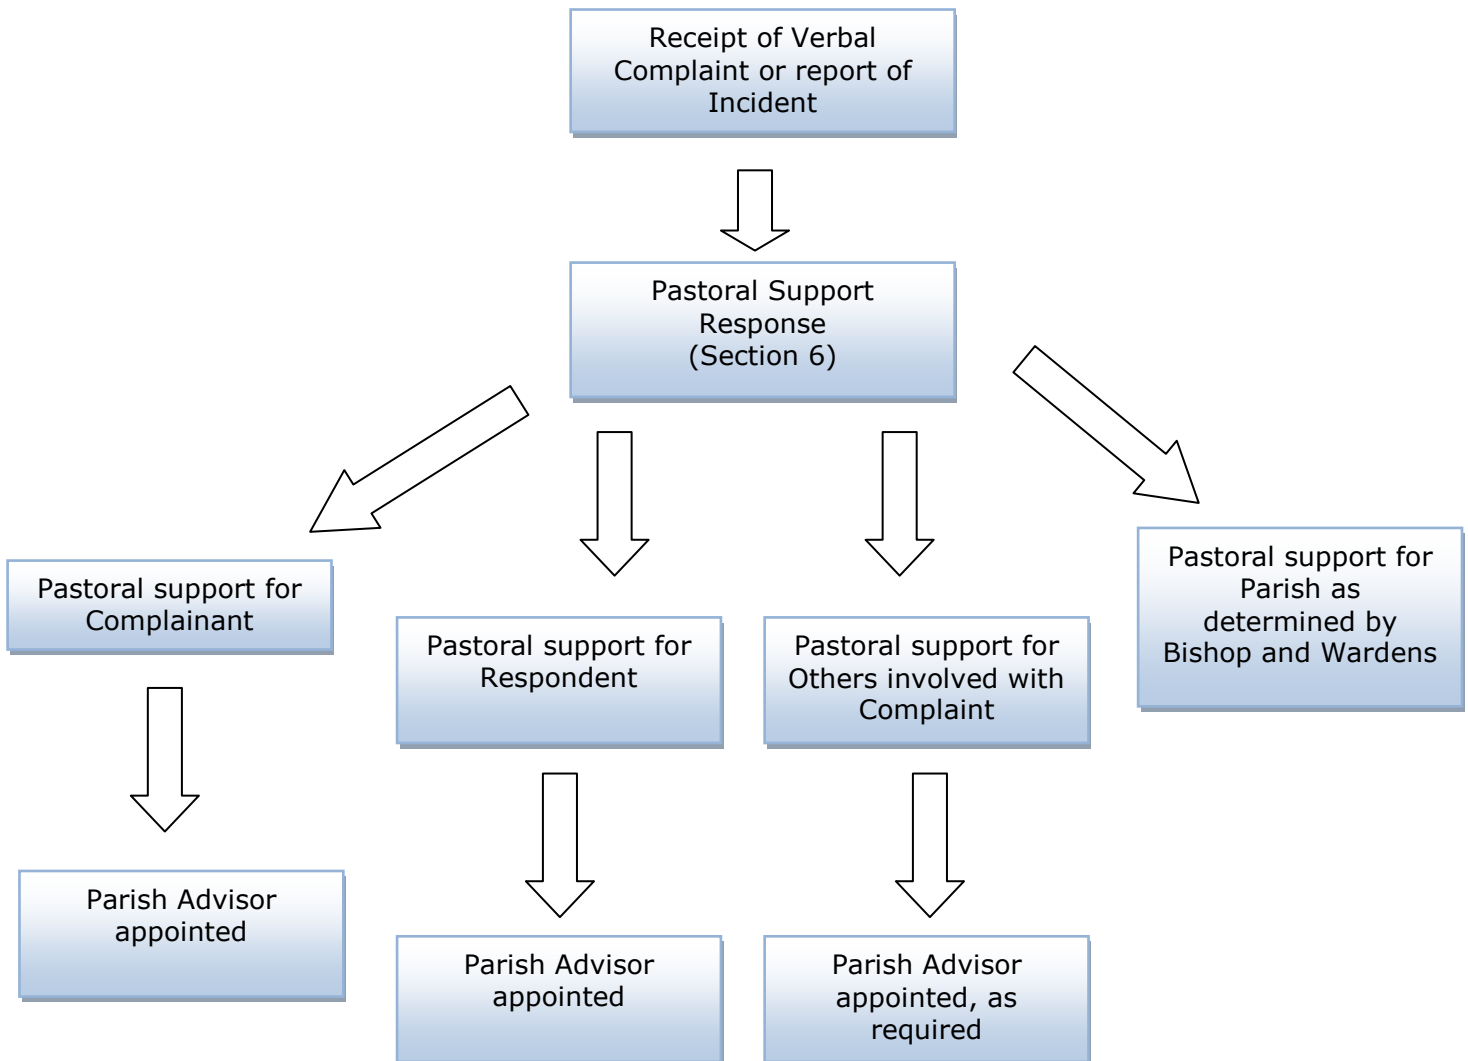 Receipt of Verbal
Complaint or report of
Incident
Pastoral Support
Response
(Section 6)
Pastoral support for
Complainant
Pastoral support for
Respondent
Pastoral support for
Others involved with
Complaint
Pastoral support for
Parish as
determined by
Bishop and Wardens
Parish Advisor
appointed
Parish Advisor
appointed
Parish Advisor
appointed, as
required